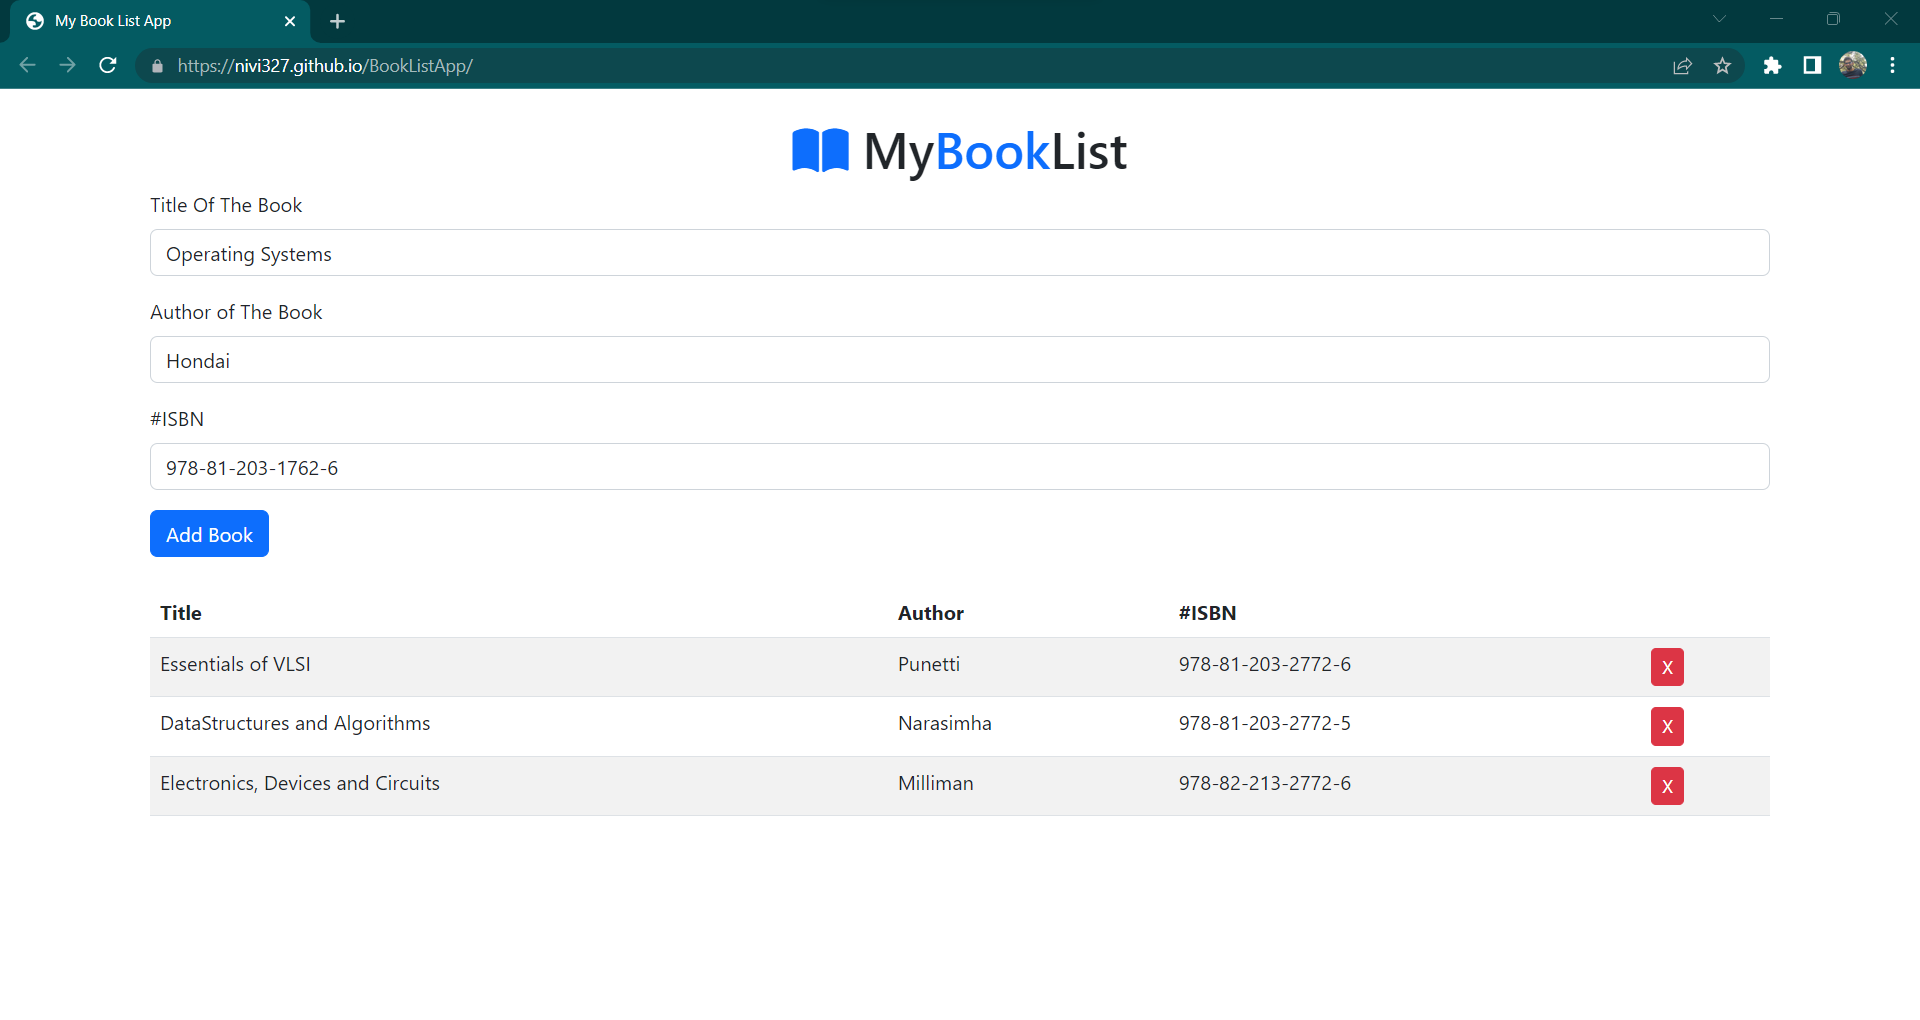 My Book List App
https://nivi327.github.io/BookListApp/
MyBookList
Title Of The Book
Operating Systems
Author of The Book
Hondai
#ISBN
978-81-203-1762-6
Add Book
Title Author #ISBN
Essentials of VLSI Punetti 978-81-203-2772-6 X
DataStructures and Algorithms Narasimha 978-81-203-2772-5 X
Electronics, Devices and Circuits Milliman 978-82-213-2772-6 X